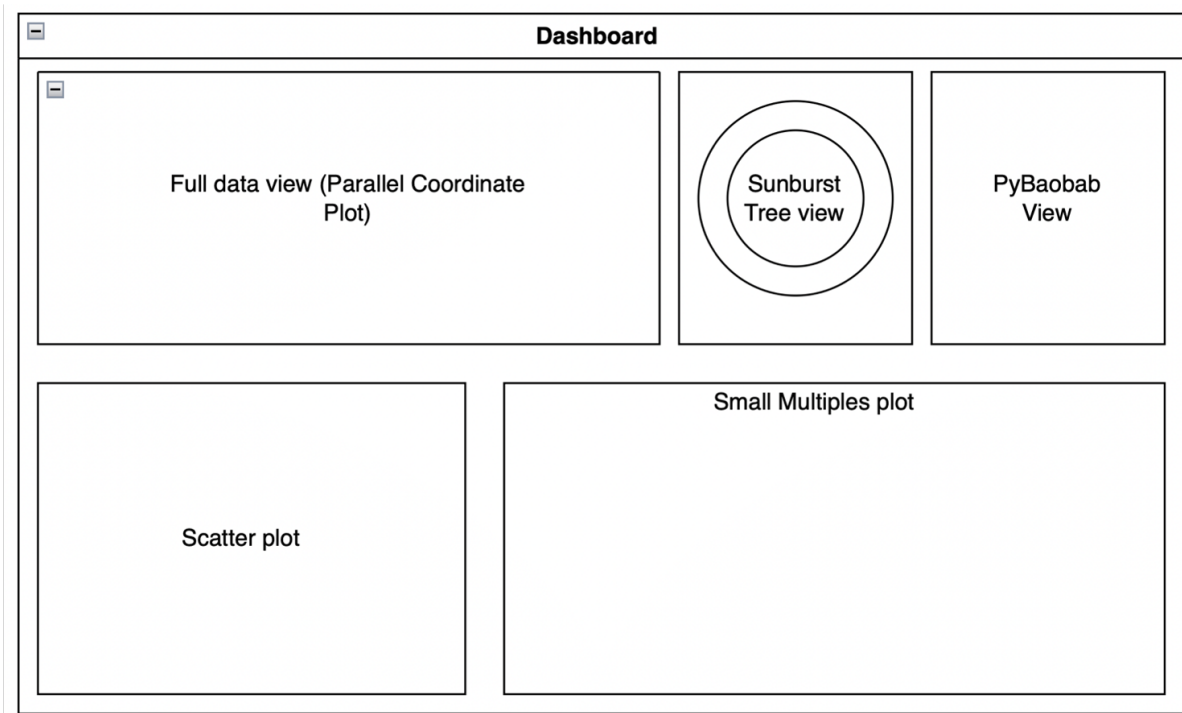 Dashboard
Full data view (Parallel Coordinate
Plot)
Sunburst
Tree view
PyBaobab
View
Scatter plot
Small Multiples plot